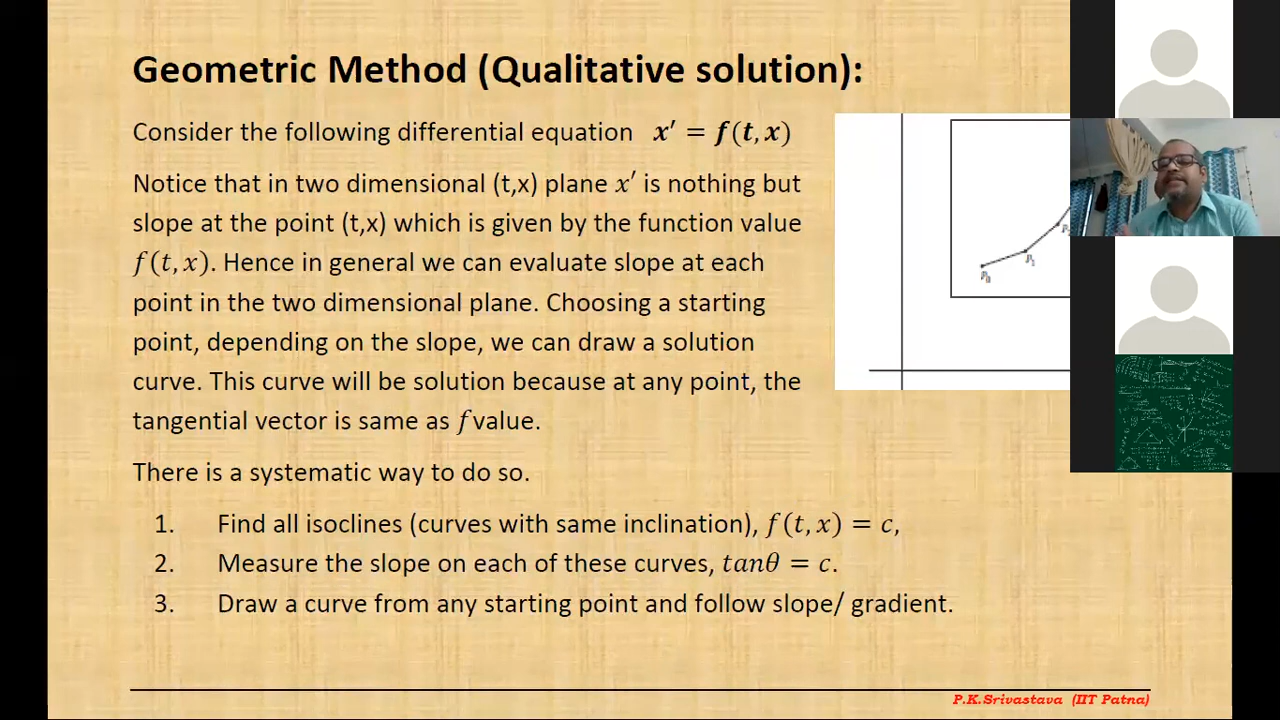 Geometric Method (Qualitative solution):
Consider the following differential equation x′ = f(t, x)
Notice that in two dimensional (t,x) plane x′ is nothing but
slope at the point (t,x) which is given by the function value
f(t, x). Hence in general we can evaluate slope at each
point in the two dimensional plane. Choosing a starting
point, depending on the slope, we can draw a solution
curve. This curve will be solution because at any point, the
tangential vector is same as f value.
There is a systematic way to do so.
1. Find all isoclines (curves with same inclination), f(t, x) = c,
2. Measure the slope on each of these curves, tanθ = c.
3. Draw a curve from any starting point and follow slope/ gradient.
P₀
P₁
P.K.Srivastava (IIT Patna)